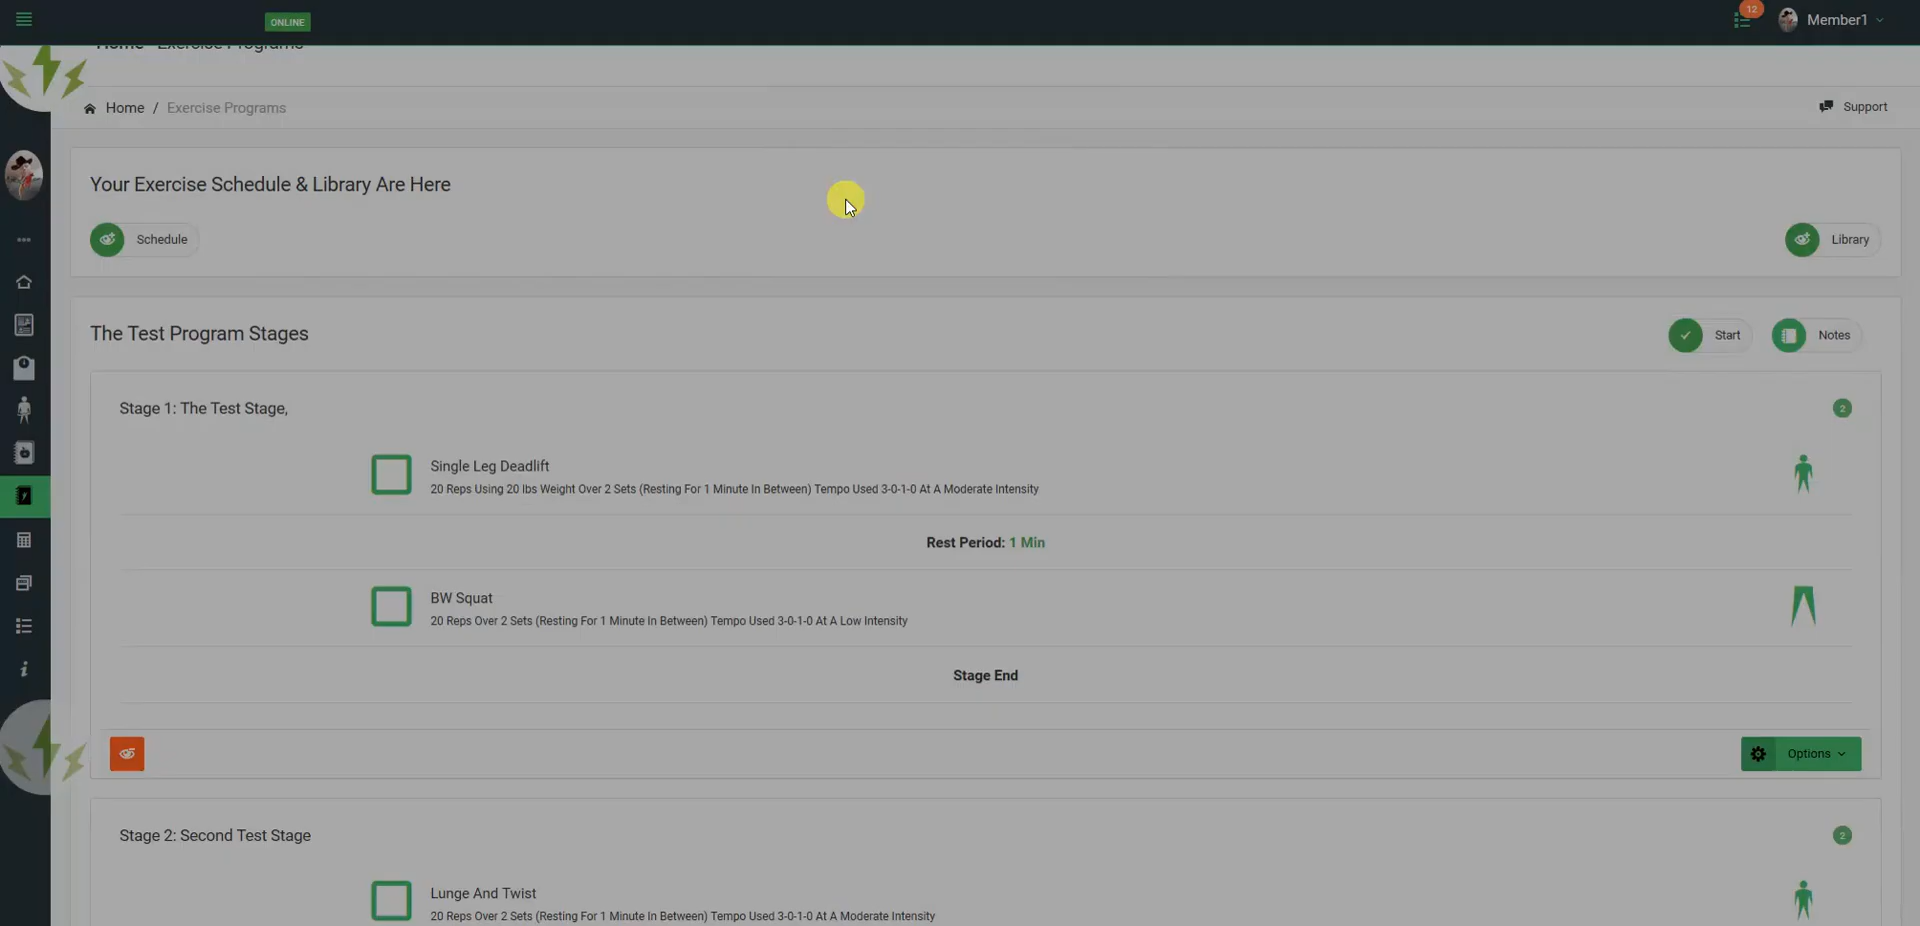 ONLINE
12
Member1
Home Exercise Programs
Home / Exercise Programs
Support
Your Exercise Schedule & Library Are Here
Schedule
Library
The Test Program Stages
Start
Notes
Stage 1: The Test Stage,
2
Single Leg Deadlift
20 Reps Using 20 lbs Weight Over 2 Sets (Resting For 1 Minute In Between) Tempo Used 3-0-1-0 At A Moderate Intensity
Rest Period: 1 Min
BW Squat
20 Reps Over 2 Sets (Resting For 1 Minute In Between) Tempo Used 3-0-1-0 At A Low Intensity
Stage End
Options
Stage 2: Second Test Stage
2
Lunge And Twist
20 Reps Over 2 Sets (Resting For 1 Minute In Between) Tempo Used 3-0-1-0 At A Moderate Intensity